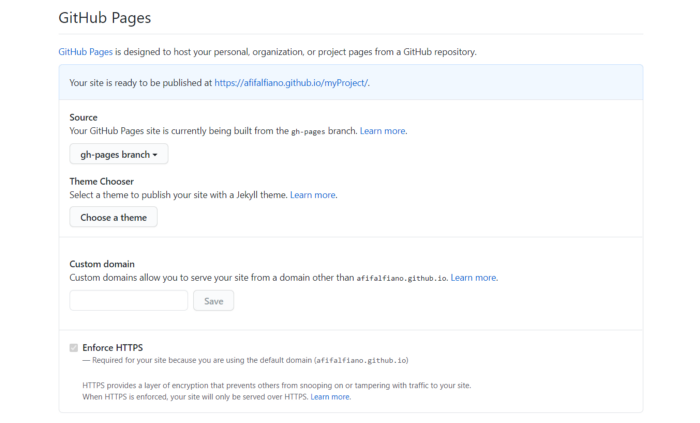 GitHub Pages
GitHub Pages is designed to host your personal, organization, or project pages from a GitHub repository.
Your site is ready to be published at https://afifalfiano.github.io/myProject/.
Source
Your GitHub Pages site is currently being built from the gh-pages branch. Learn more.
gh-pages branch
Theme Chooser
Select a theme to publish your site with a Jekyll theme. Learn more.
Choose a theme
Custom domain
Custom domains allow you to serve your site from a domain other than afifalfiano.github.io. Learn more.
Save
Enforce HTTPS
— Required for your site because you are using the default domain (afifalfiano.github.io)
HTTPS provides a layer of encryption that prevents others from snooping on or tampering with traffic to your site.
When HTTPS is enforced, your site will only be served over HTTPS. Learn more.